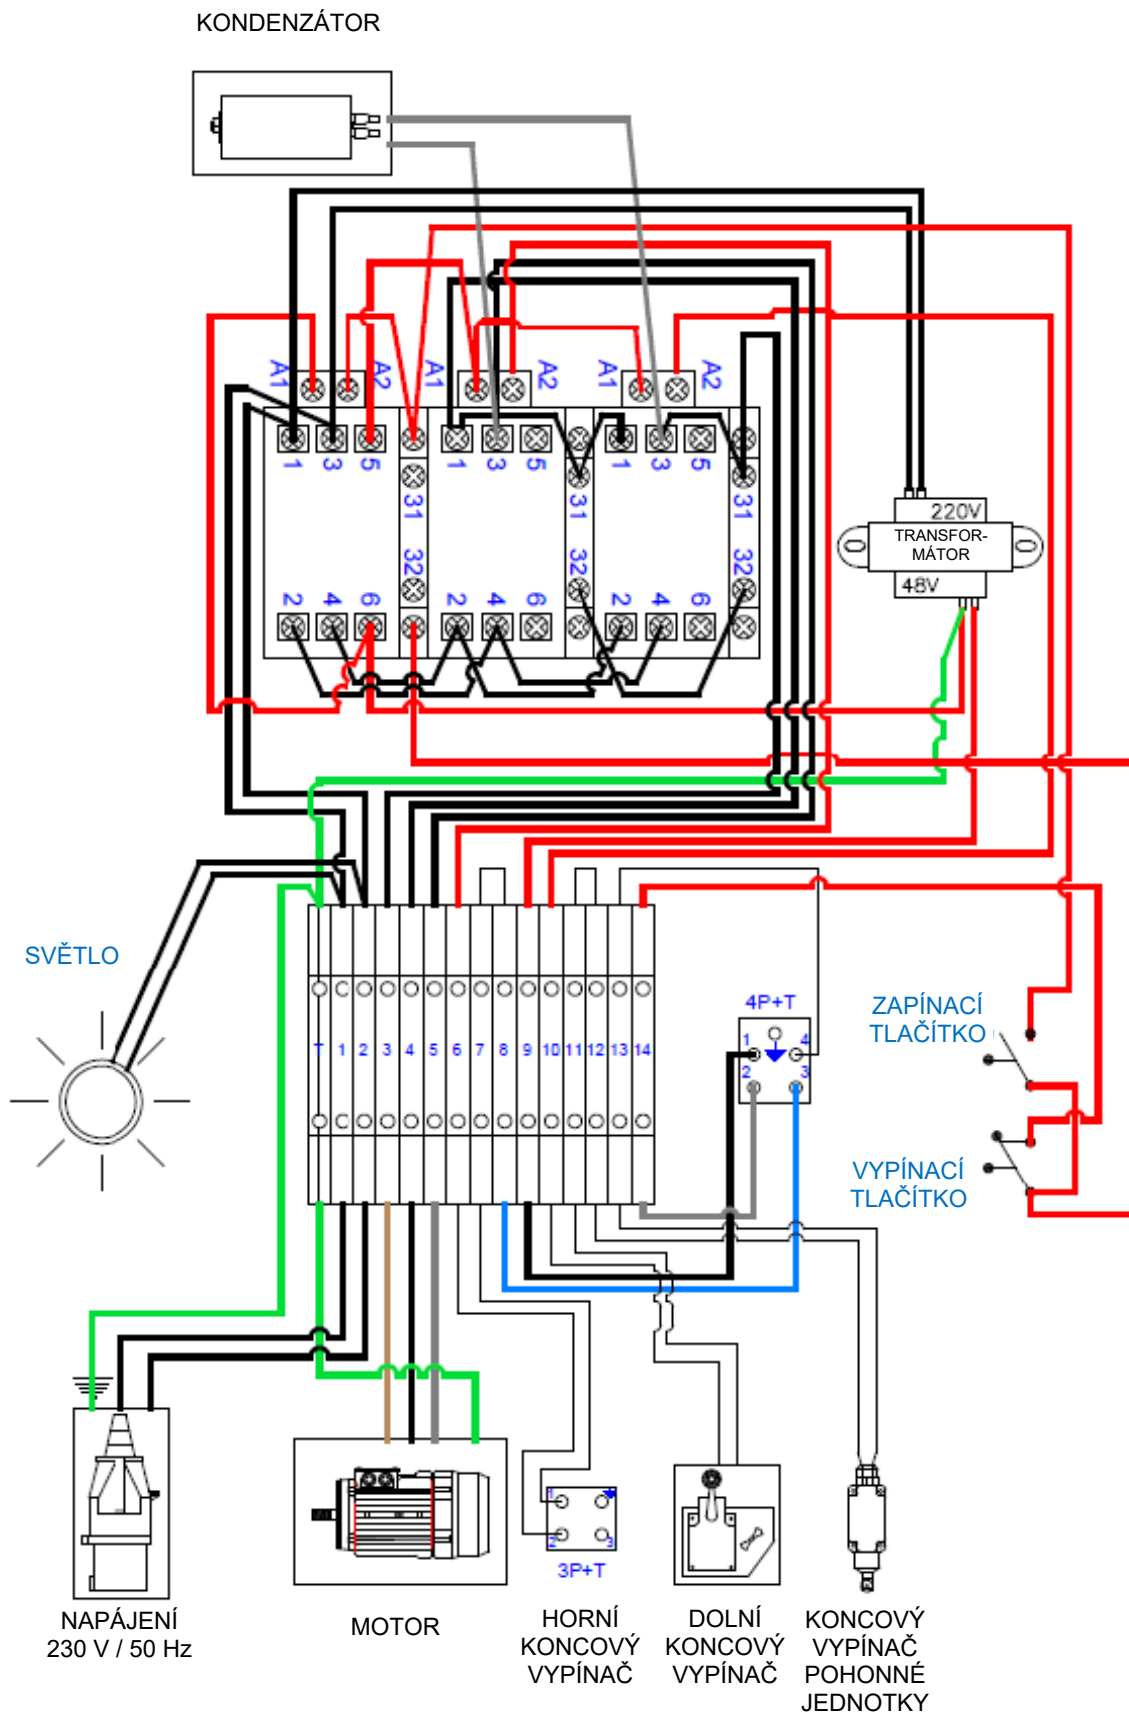 KONDENZÁTOR
A1 A2 A1 A2 A1 A2
1 3 5 1 3 5 1 3 5
31 31 31
32 32 32
2 4 6 2 4 6 2 4 6
220V
TRANSFOR-
MÁTOR
48V
SVĚTLO
T 1 2 3 4 5 6 7 8 9 10 11 12 13 14
4P+T
1 4
2 3
ZAPÍNACÍ
TLAČÍTKO
VYPÍNACÍ
TLAČÍTKO
1
2 3
3P+T
NAPÁJENÍ
230 V / 50 Hz
MOTOR
HORNÍ
KONCOVÝ
VYPÍNAČ
DOLNÍ
KONCOVÝ
VYPÍNAČ
KONCOVÝ
VYPÍNAČ
POHONNÉ
JEDNOTKY